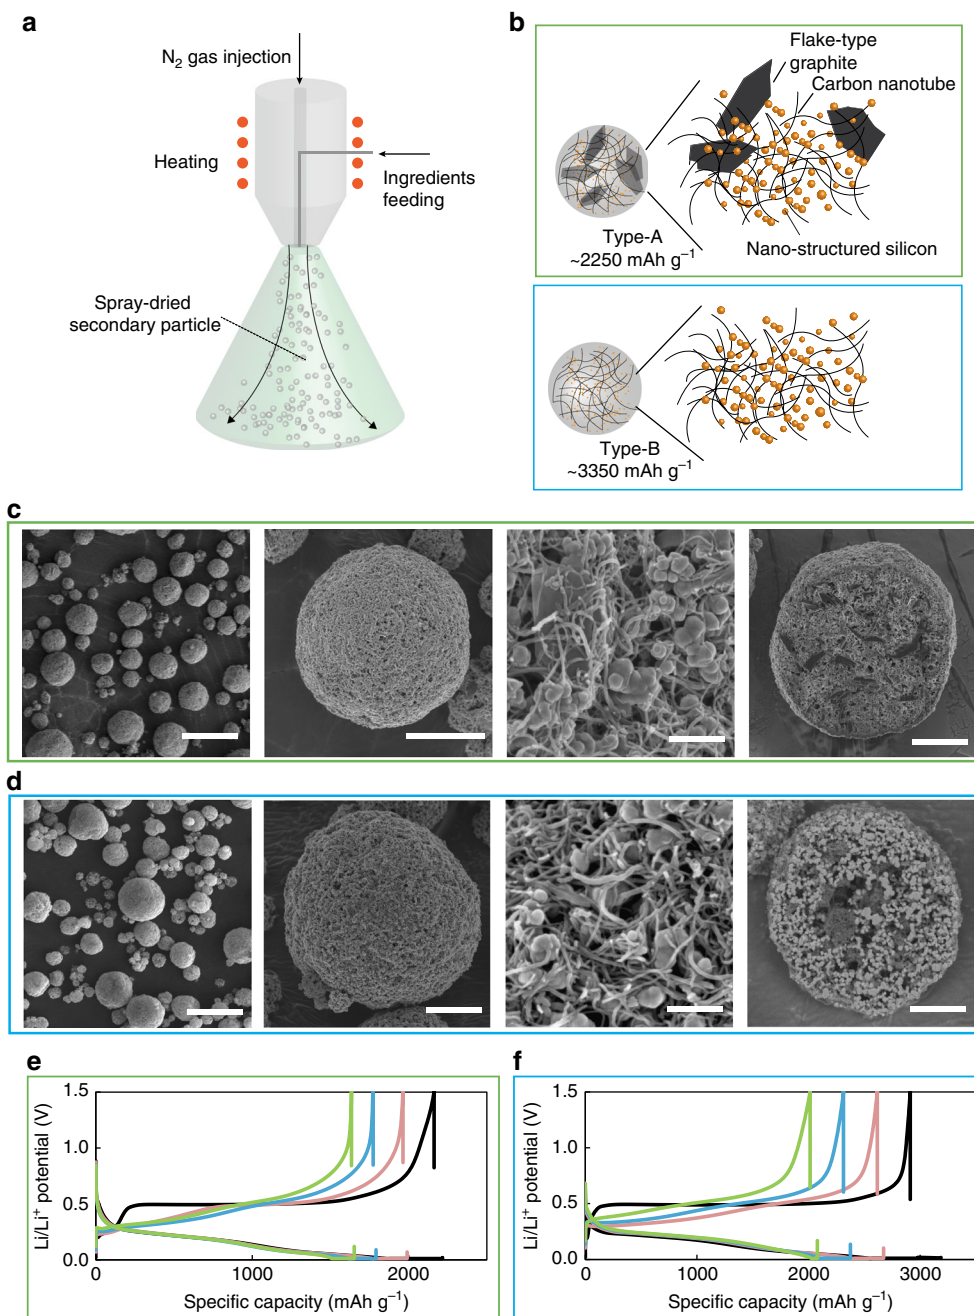 a
N₂ gas injection
Heating
Ingredients
feeding
Spray-dried
secondary particle
b
Flake-type
graphite
Carbon nanotube
Type-A
~2250 mAh g⁻¹
Nano-structured silicon
Type-B
~3350 mAh g⁻¹
c
d
e
Li/Li⁺ potential (V)
1.5
1.0
0.5
0.0
0
1000
2000
Specific capacity (mAh g⁻¹)
f
Li/Li⁺ potential (V)
1.5
1.0
0.5
0.0
0
1000
2000
3000
Specific capacity (mAh g⁻¹)